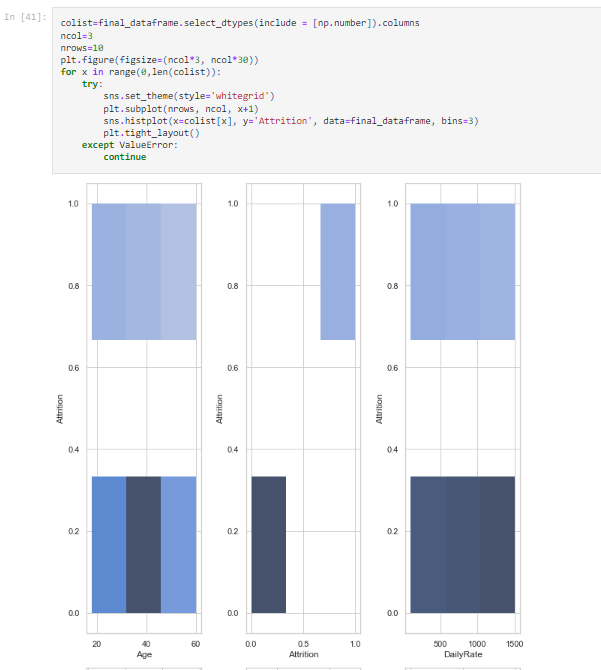 In [41]:
colist=final_dataframe.select_dtypes(include = [np.number]).columns
ncol=3
nrows=10
plt.figure(figsize=(ncol*3, ncol*30))
for x in range(0,len(colist)):
    try:
        sns.set_theme(style='whitegrid')
        plt.subplot(nrows, ncol, x+1)
        sns.histplot(x=colist[x], y='Attrition', data=final_dataframe, bins=3)
        plt.tight_layout()
    except ValueError:
        continue
1.0
0.8
0.6
0.4
0.2
0.0
Attrition
20 40 60
Age
1.0
0.8
0.6
0.4
0.2
0.0
Attrition
0.0 0.5 1.0
Attrition
1.0
0.8
0.6
0.4
0.2
0.0
Attrition
500 1000 1500
DailyRate